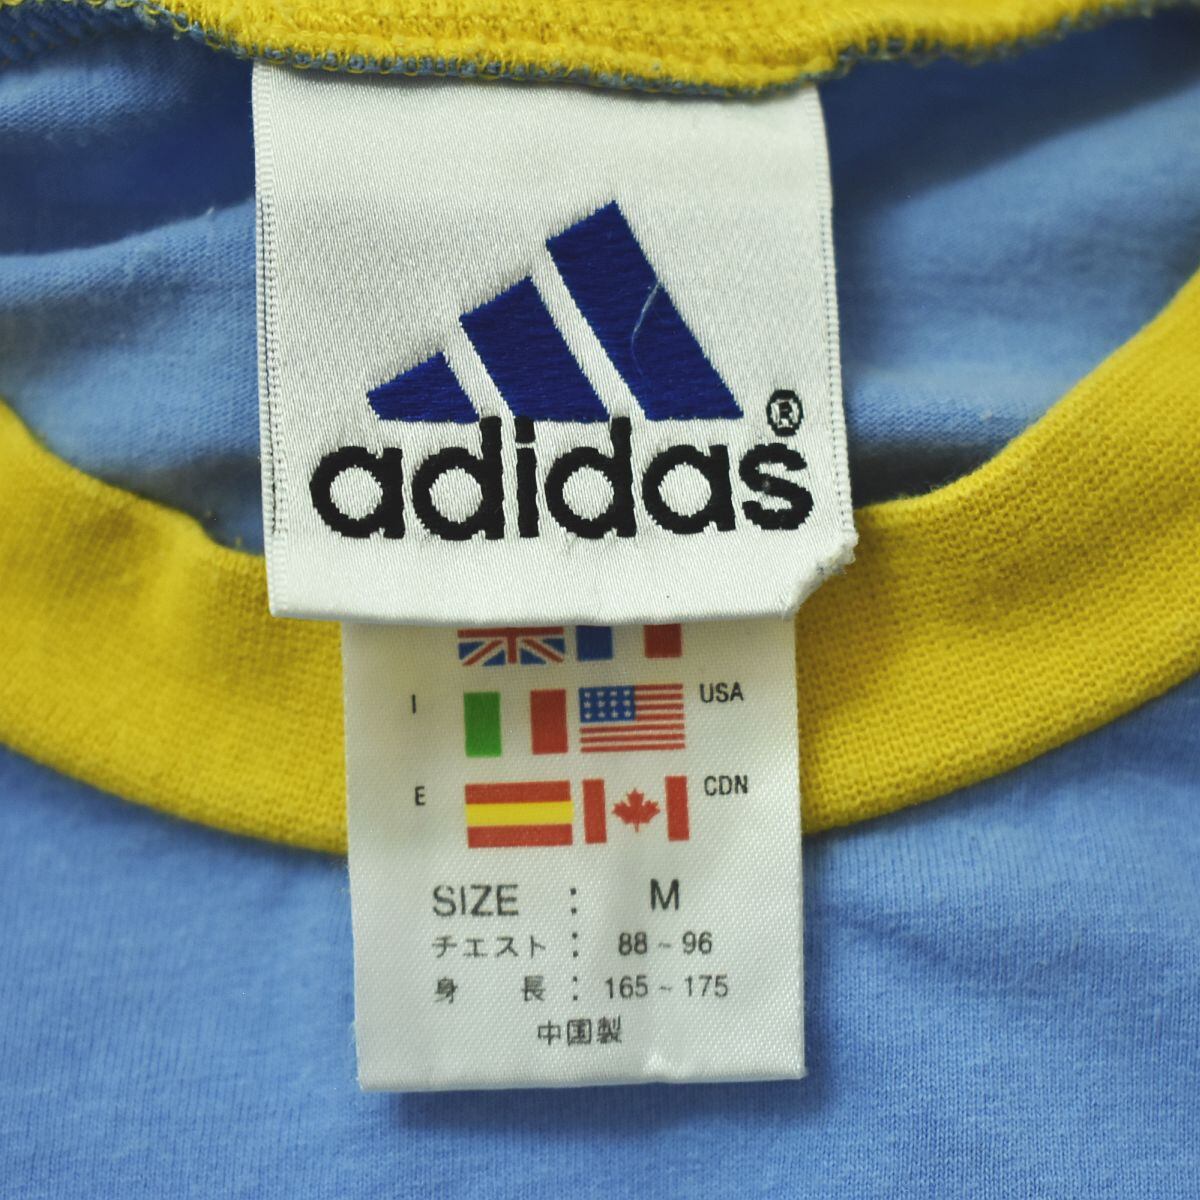 adidas®
I USA
E CDN
SIZE : M
チエスト : 88 ~ 96
身長 : 165 ~ 175
中国製